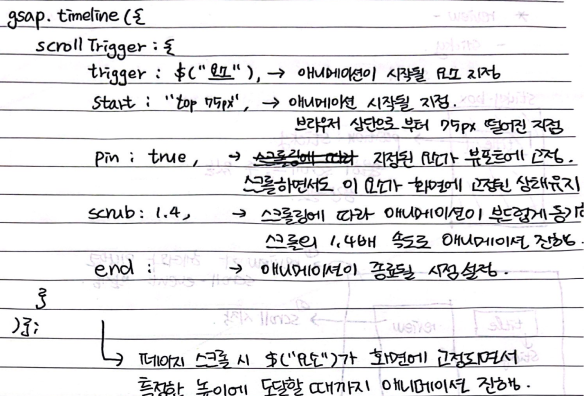 gsap. timeline ({
scroll Trigger : {
trigger : $("요소"), → 애니메이션이 시작될 요소 지정
start : "top 75px", → 애니메이션 시작될 지점.
브라우저 상단으로 부터 75px 떨어진 지점
pin : true, → 스크롤링에 따라 지정된 요소가 뷰포트에 고정.
스크롤하면서도 이 요소가 화면에 고정된 상태유지
scrub : 1.4, → 스크롤링에 따라 애니메이션이 부드럽게 동기화
스크롤의 1.4배 속도로 애니메이션 진행.
end : → 애니메이션이 종료될 시점 설정.
}
)};
↳ 페이지 스크롤 시 $("요소")가 화면에 고정되면서
특정한 높이에 도달할 때까지 애니메이션 진행.